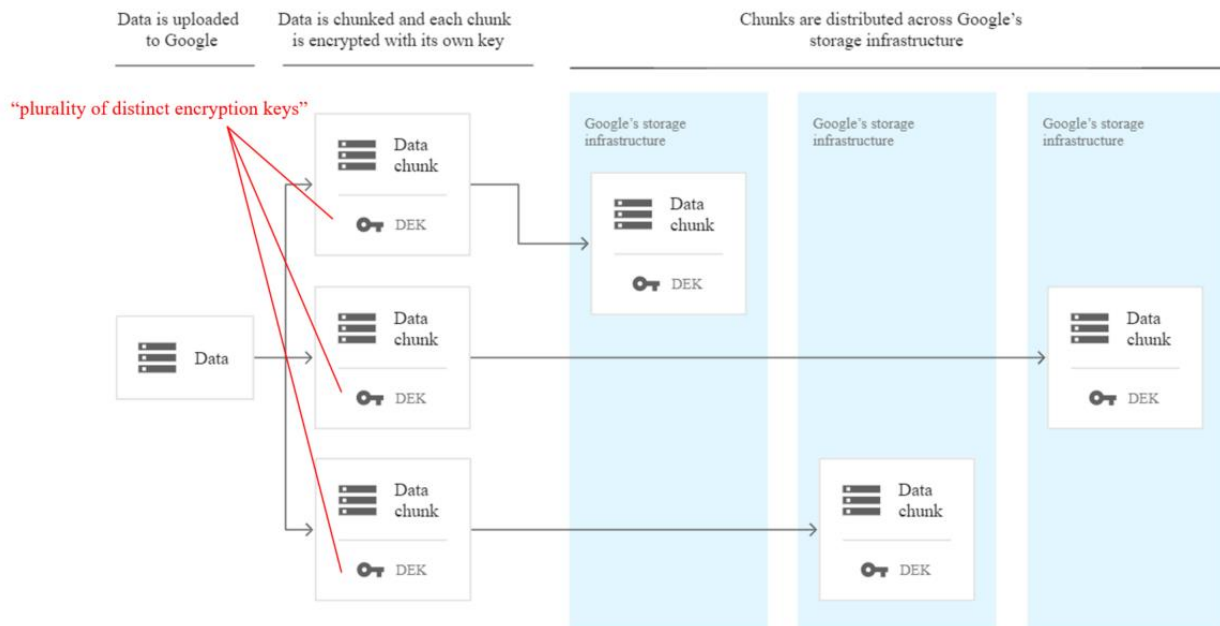 Data is uploaded
to Google
Data is chunked and each chunk
is encrypted with its own key
Chunks are distributed across Google’s
storage infrastructure
“plurality of distinct encryption keys”
Data
Data
chunk
DEK
Data
chunk
DEK
Data
chunk
DEK
Google’s storage
infrastructure
Data
chunk
DEK
Google’s storage
infrastructure
Data
chunk
DEK
Google’s storage
infrastructure
Data
chunk
DEK